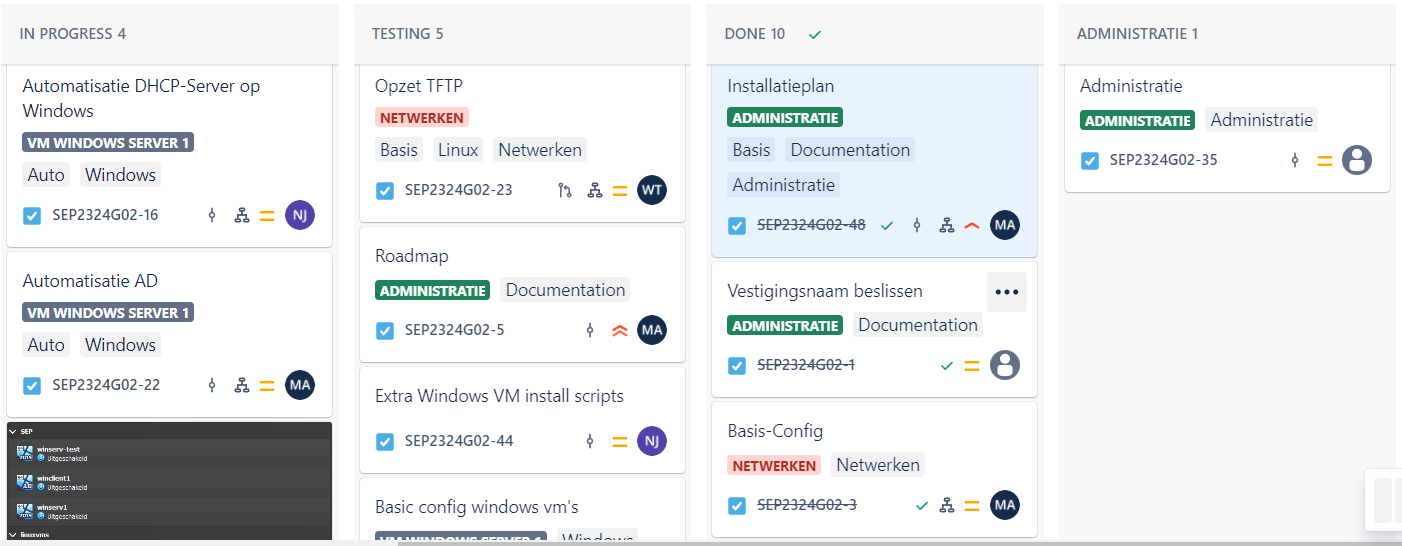 IN PROGRESS 4
Automatisatie DHCP-Server op
Windows
VM WINDOWS SERVER 1
Auto Windows
SEP2324G02-16 NJ
Automatisatie AD
VM WINDOWS SERVER 1
Auto Windows
SEP2324G02-22 MA
SEP
winserv-test
Uitgeschakeld
winclient1
Uitgeschakeld
winserv1
Uitgeschakeld
linuxvms
TESTING 5
Opzet TFTP
NETWERKEN
Basis Linux Netwerken
SEP2324G02-23 WT
Roadmap
ADMINISTRATIE Documentation
SEP2324G02-5 MA
Extra Windows VM install scripts
SEP2324G02-44 NJ
Basic config windows vm's
VM WINDOWS SERVER 1 Windows
DONE 10
Installatieplan
ADMINISTRATIE
Basis Documentation
Administratie
SEP2324G02-48 MA
Vestigingsnaam beslissen
ADMINISTRATIE Documentation
SEP2324G02-1
Basis-Config
NETWERKEN Netwerken
SEP2324G02-3 MA
ADMINISTRATIE 1
Administratie
ADMINISTRATIE Administratie
SEP2324G02-35